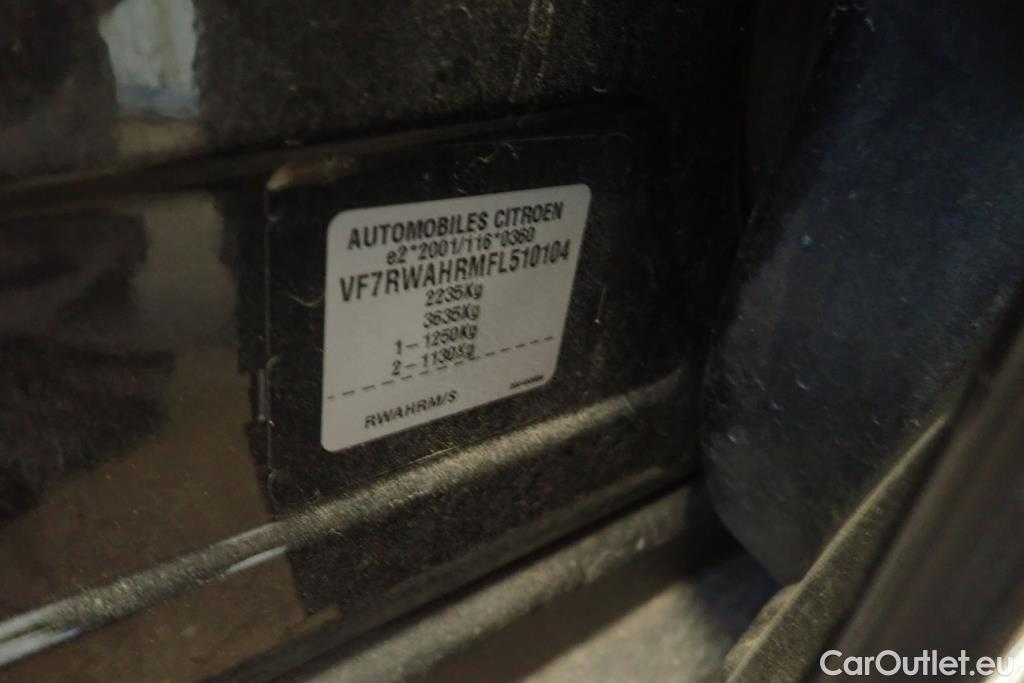 AUTOMOBILES CITROEN
e2*2001/116*0360
VF7RWAHRMFL510104
2235Kg
3635Kg
1-1250Kg
2-1130Kg
RWAHRM/S
CarOutlet.eu